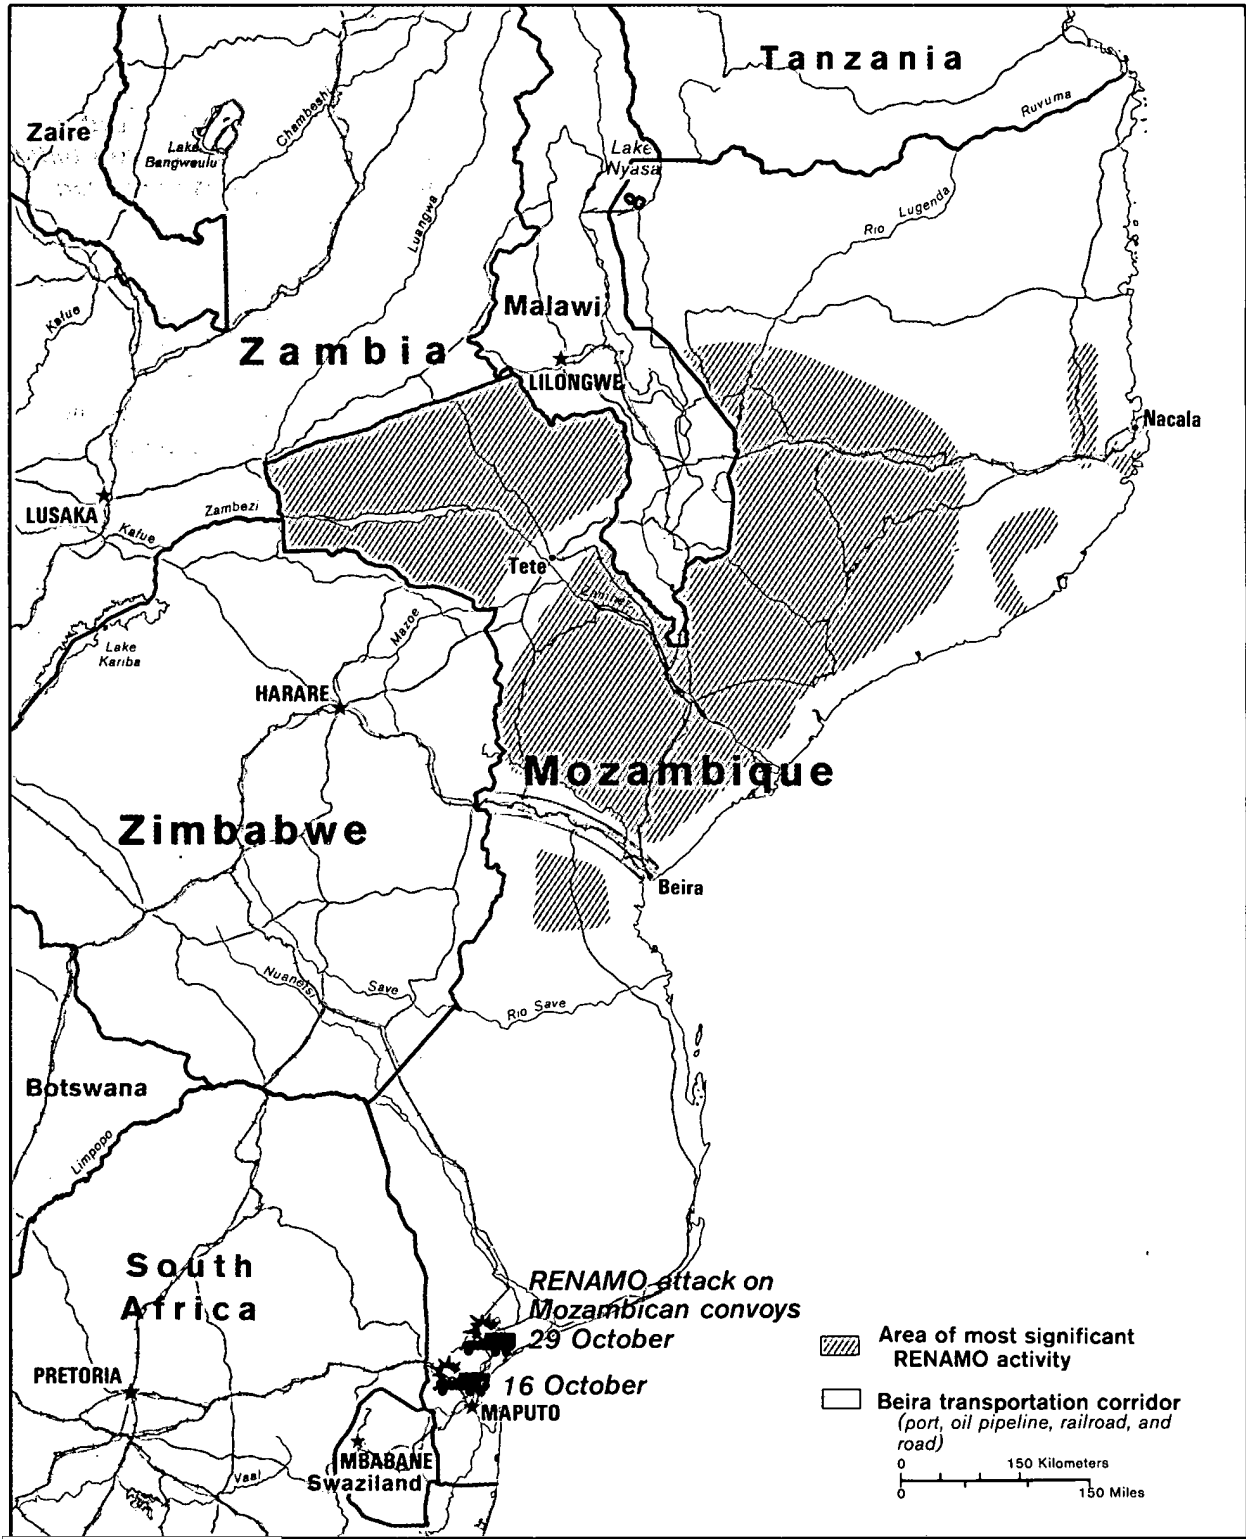 Tanzania
Ruvuma
Zaire
Lake
Bangweulu
Chambeshi
Lake
Nyasa
Luangwa
Rio Lugenda
Kafue
Malawi
Zambia
LILONGWE
Nacala
LUSAKA
Kafue
Zambezi
Tete
Mazoe
Lake
Kariba
HARARE
Mozambique
Zimbabwe
Beira
Nuanetsi
Save
Rio Save
Botswana
Limpopo
South
Africa
RENAMO attack on
Mozambican convoys
29 October
16 October
PRETORIA
MAPUTO
MBABANE
Swaziland
Vaal
Area of most significant
RENAMO activity
Beira transportation corridor
(port, oil pipeline, railroad, and
road)
0 150 Kilometers
0 150 Miles